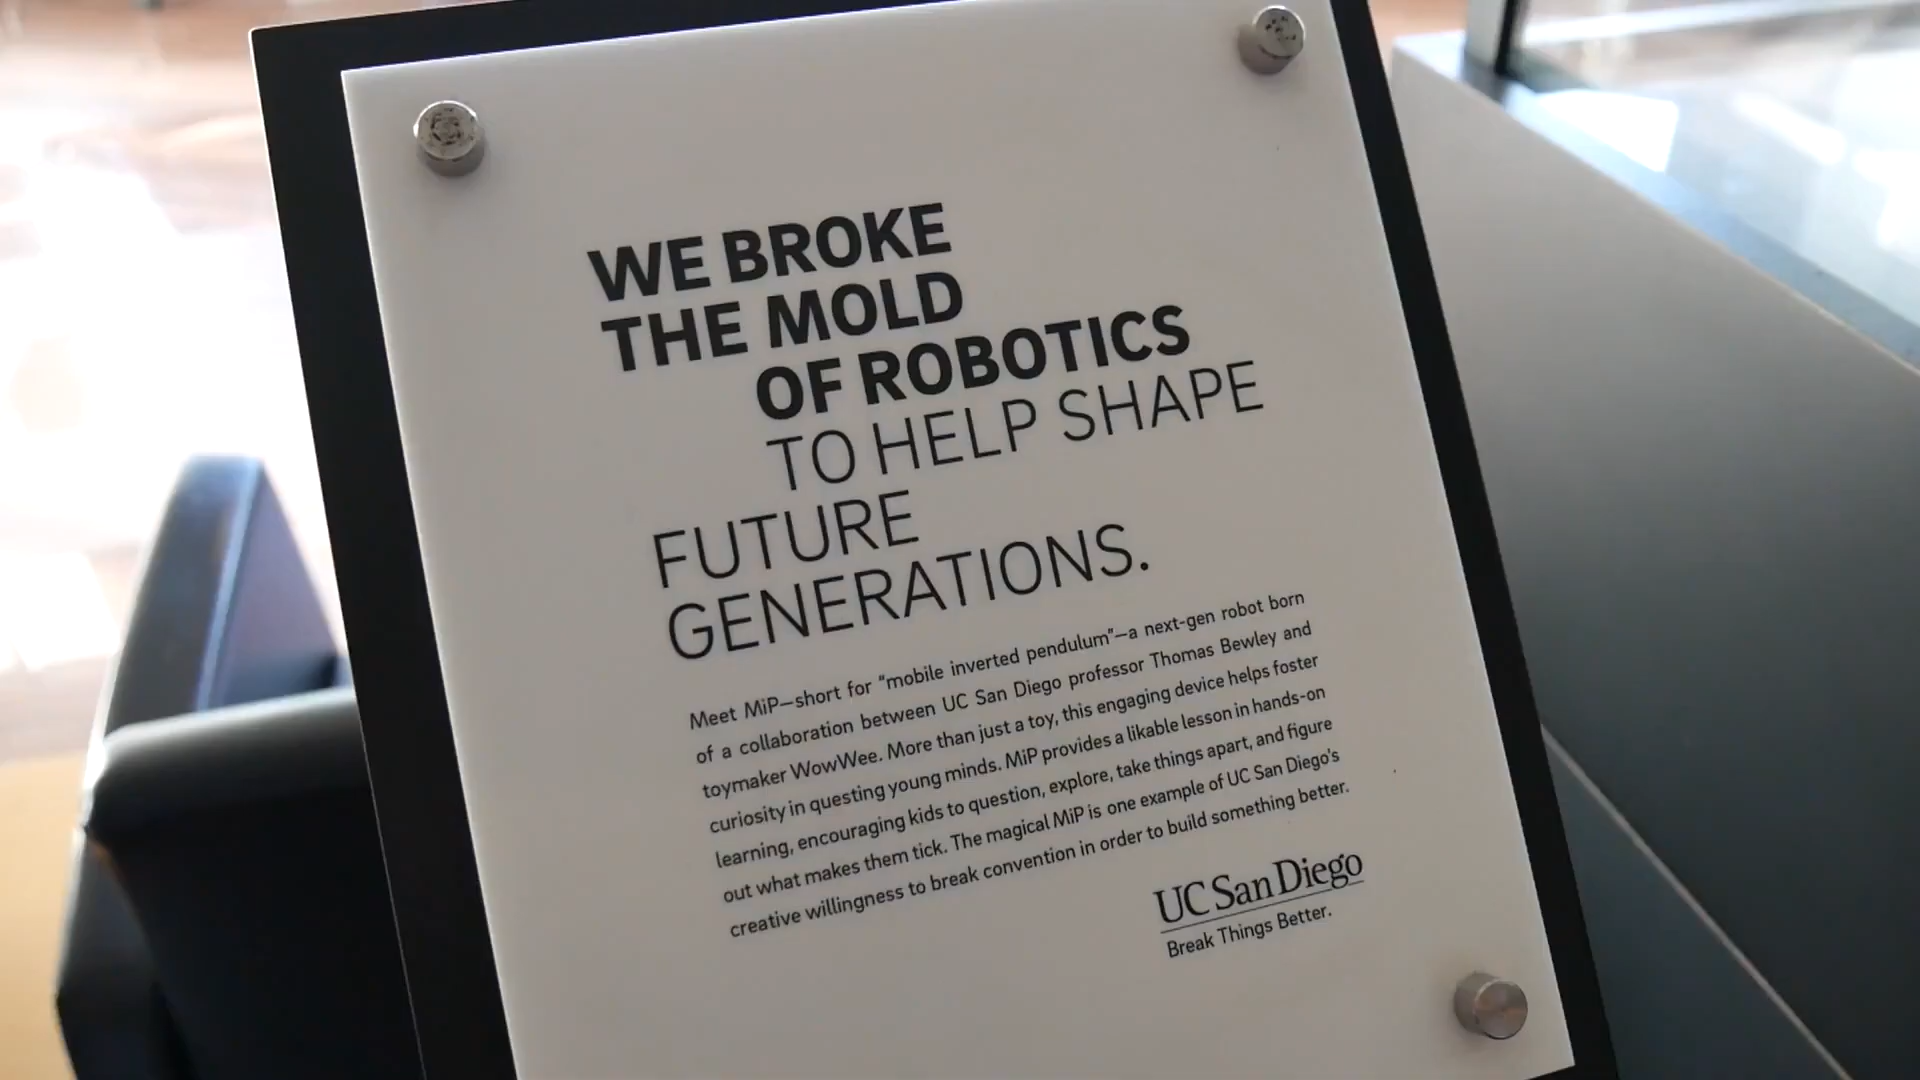 WE BROKE
THE MOLD
OF ROBOTICS
TO HELP SHAPE
FUTURE
GENERATIONS.
Meet MiP—short for "mobile inverted pendulum"—a next-gen robot born
of a collaboration between UC San Diego professor Thomas Bewley and
toymaker WowWee. More than just a toy, this engaging device helps foster
curiosity in questing young minds. MiP provides a likable lesson in hands-on
learning, encouraging kids to question, explore, take things apart, and figure
out what makes them tick. The magical MiP is one example of UC San Diego's
creative willingness to break convention in order to build something better.
UC San Diego
Break Things Better.